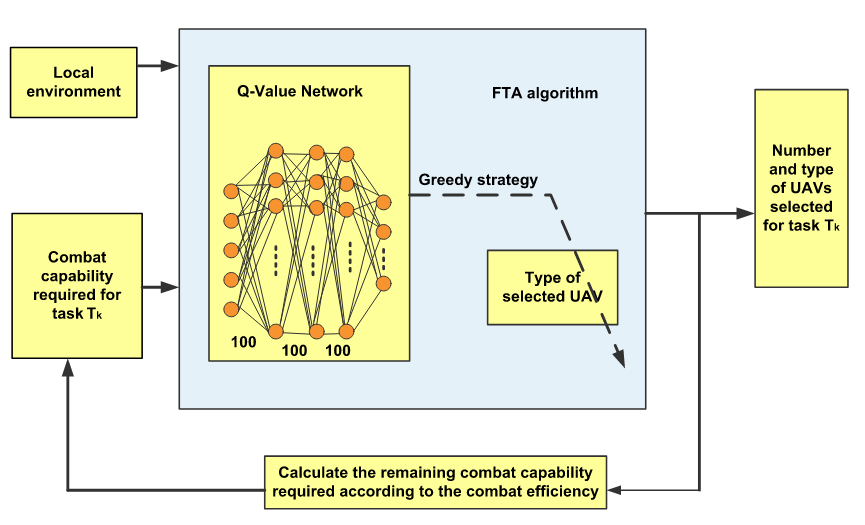 Local
environment
Q-Value Network
FTA algorithm
Number
and type
of UAVs
selected
for task Tk
Greedy strategy
Combat
capability
required for
task Tk
Type of
selected UAV
100
100
100
Calculate the remaining combat capability
required according to the combat efficiency